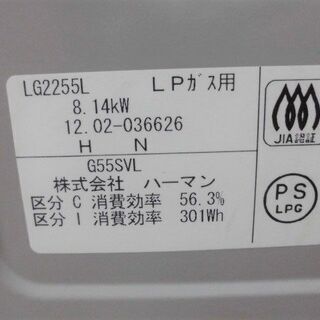 LG2255L LPガス用
8.14kW
12.02-036626
H N
G55SVL
株式会社 ハーマン
区分 C 消費効率 56.3%
区分 I 消費効率 301Wh
JIA認証
PS
LPG